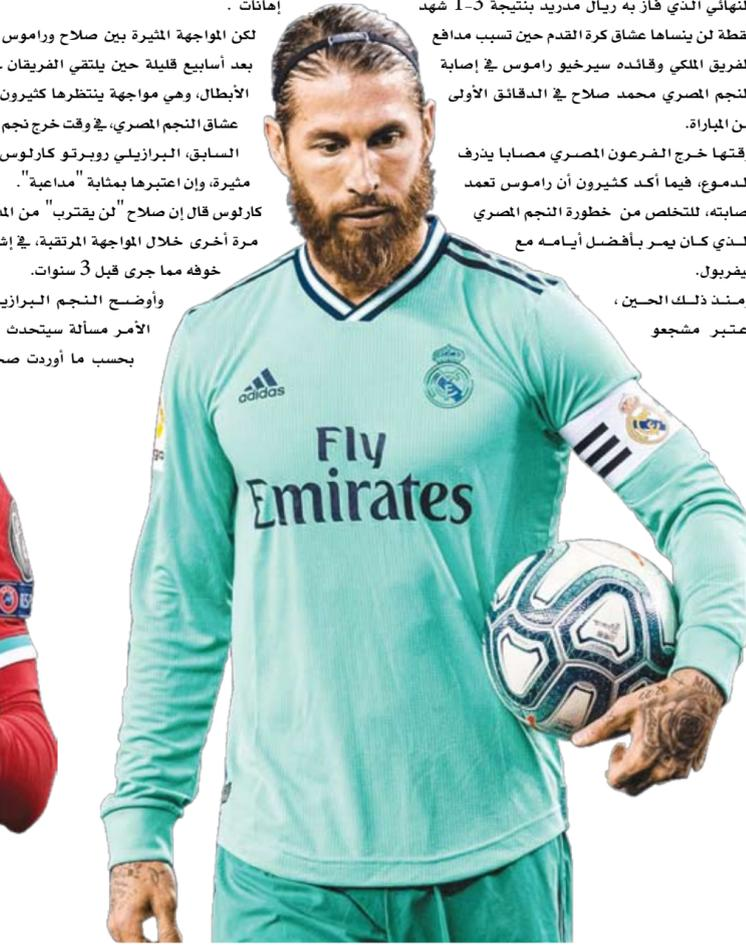 النهائي الذي فاز به ريال مدريد بنتيجة 3-1 شهد
لقطة لن ينساها عشاق كرة القدم حين تسبب مدافع
الفريق الملكي وقائده سيرخيو راموس في إصابة
النجم المصري محمد صلاح في الدقائق الأولى
من المباراة.
وقتها خرج الفرعون المصري مصابا يذرف
الدموع، فيما أكد كثيرون أن راموس تعمد
إصابته، للتخلص من خطورة النجم المصري
الذي كان يمر بأفضل أيامه مع
ليفربول.
ومنذ ذلك الحين،
اعتبر مشجعو
إهانات .
لكن المواجهة المثيرة بين صلاح وراموس
بعد أسابيع قليلة حين يلتقي الفريقان
الأبطال، وهي مواجهة ينتظرها كثيرون
عشاق النجم المصري، في وقت خرج نجم
السابق، البرازيلي روبرتو كارلوس
مثيرة، وإن اعتبرها بمثابة "مداعبة".
كارلوس قال إن صلاح "لن يقترب" من
مرة أخرى خلال المواجهة المرتقبة، في
خوفه مما جرى قبل 3 سنوات.
وأوضح النجم
الأمر مسألة سيتحدث
بحسب ما أوردت
adidas
Fly
Emirates